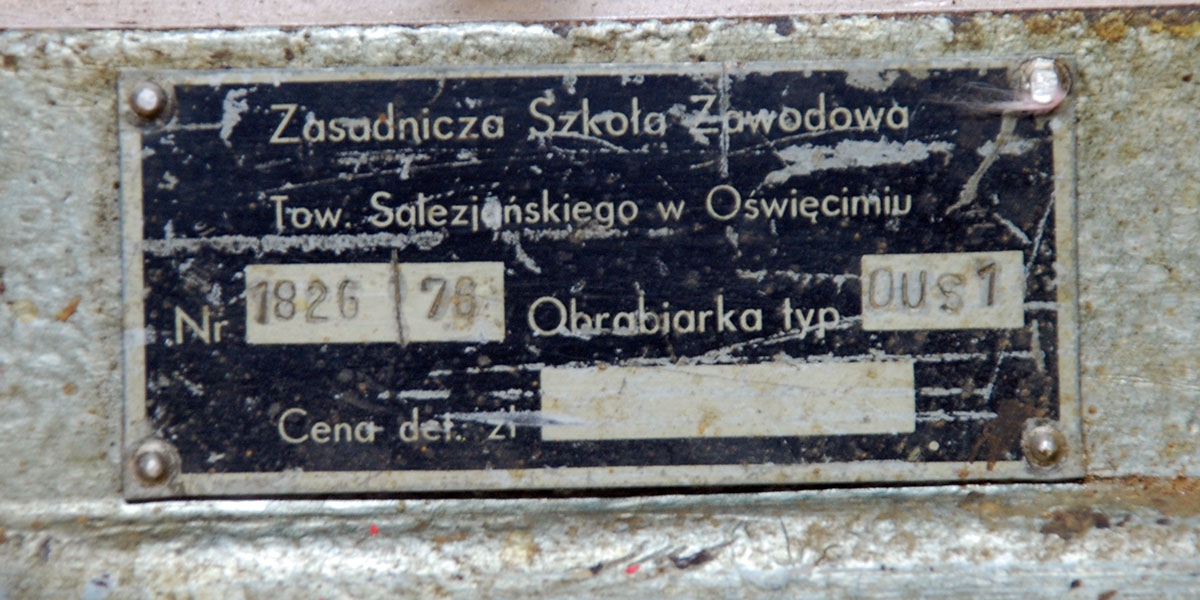 Zasadnicza Szkoła Zawodowa
Tow. Salezjańskiego w Oświęcimiu
Nr 1826 76 Obrabiarka typ OUS1
Cena det. zł